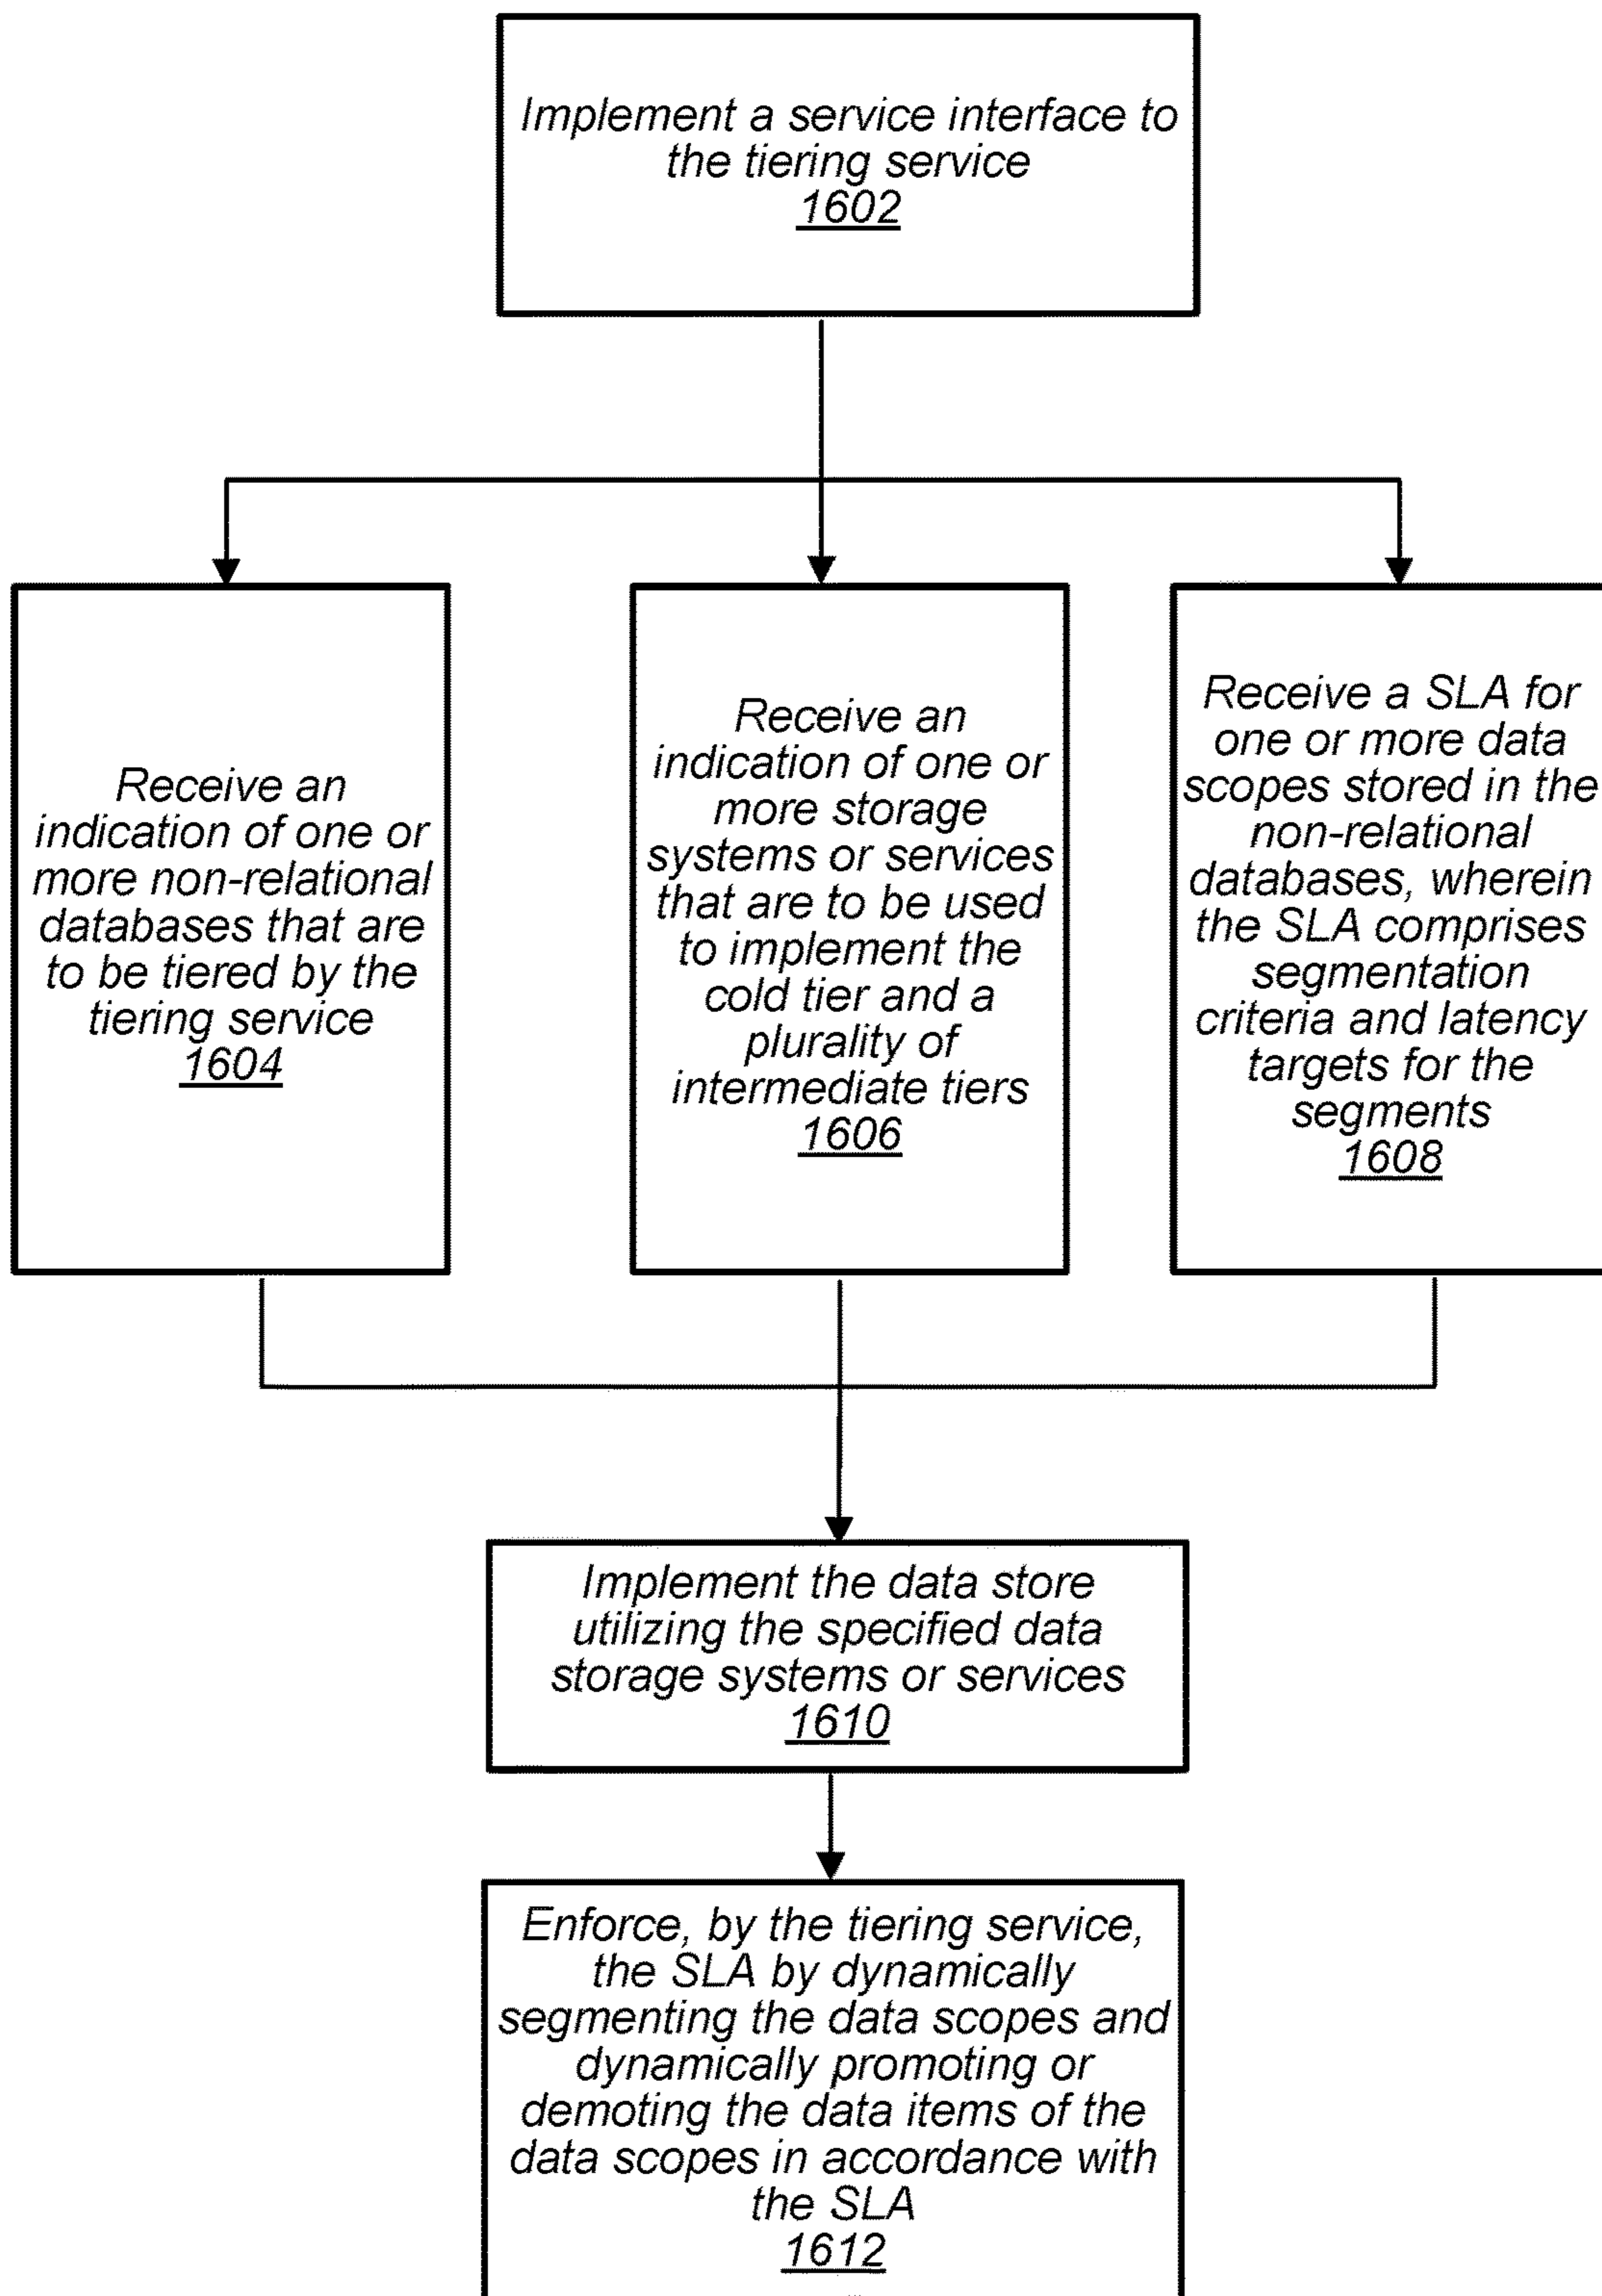 Implement a service interface to
the tiering service
1602
Receive an
indication of one or
more non-relational
databases that are
to be tiered by the
tiering service
1604
Receive an
indication of one or
more storage
systems or services
that are to be used
to implement the
cold tier and a
plurality of
intermediate tiers
1606
Receive a SLA for
one or more data
scopes stored in the
non-relational
databases, wherein
the SLA comprises
segmentation
criteria and latency
targets for the
segments
1608
Implement the data store
utilizing the specified data
storage systems or services
1610
Enforce, by the tiering service,
the SLA by dynamically
segmenting the data scopes and
dynamically promoting or
demoting the data items of the
data scopes in accordance with
the SLA
1612